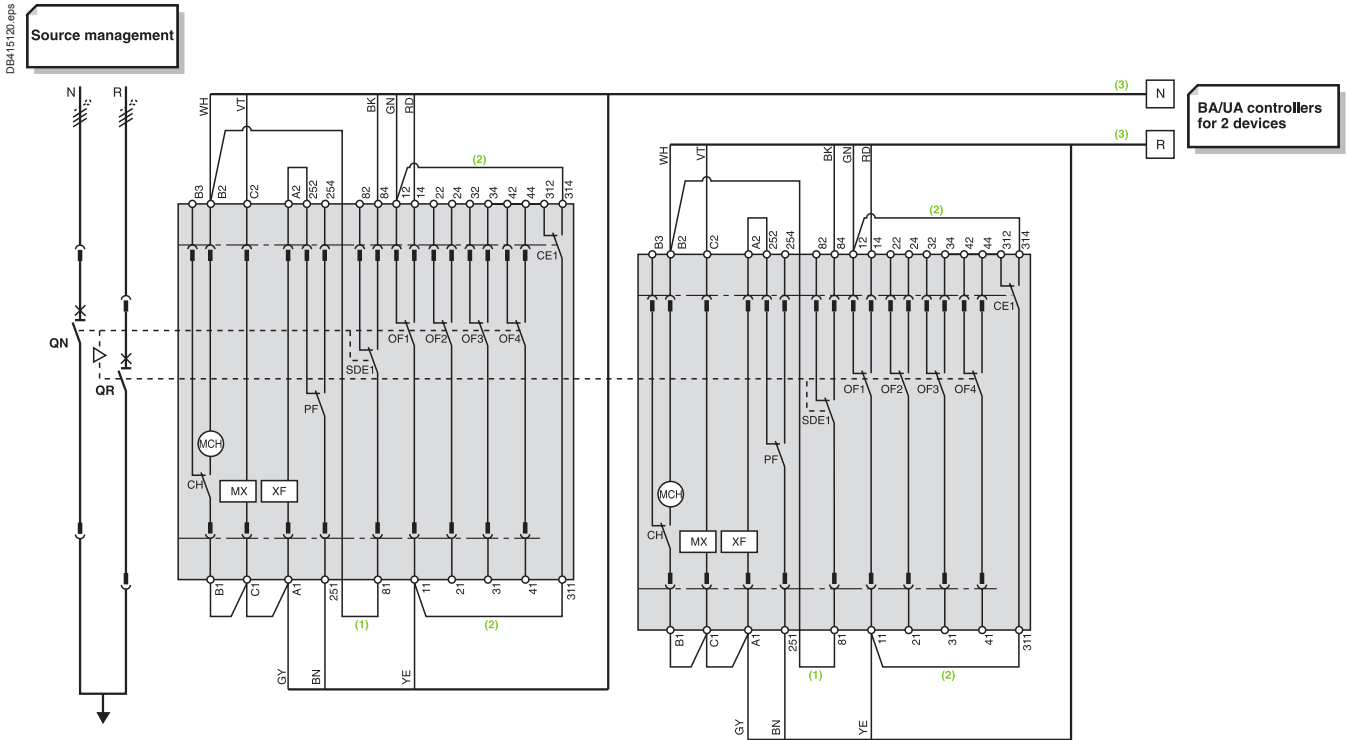 DB415120.eps
Source management
N
R
WH
VT
BK
GN
RD
(3)
N
BA/UA controllers
for 2 devices
(3)
R
(2)
B3
B2
C2
A2
252
254
82
84
12
14
22
24
32
34
42
44
312
314
CE1
QN
QR
OF1
OF2
OF3
OF4
SDE1
PF
MCH
CH
MX
XF
B1
C1
A1
251
81
11
21
31
41
311
(1)
(2)
GY
BN
YE
WH
VT
BK
GN
RD
(2)
B3
B2
C2
A2
252
254
82
84
12
14
22
24
32
34
42
44
312
314
CE1
OF1
OF2
OF3
OF4
SDE1
PF
MCH
CH
MX
XF
B1
C1
A1
251
81
11
21
31
41
311
(1)
(2)
GY
BN
YE